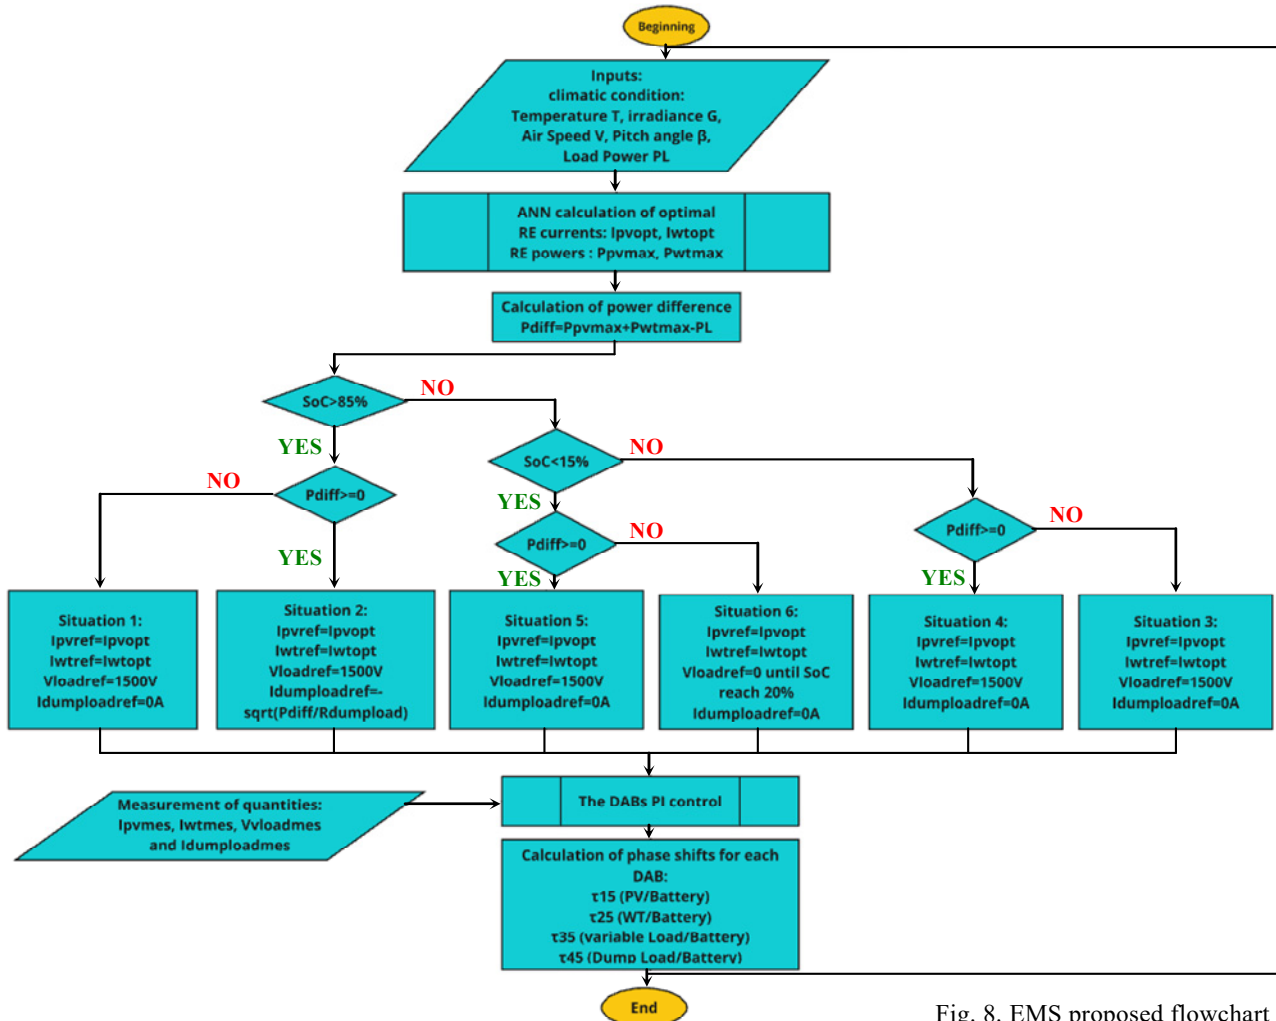 Beginning
Inputs:
climatic condition:
Temperature T, irradiance G,
Air Speed V, Pitch angle β,
Load Power PL
ANN calculation of optimal
RE currents: Ipvopt, Iwtopt
RE powers : Ppvmax, Pwtmax
Calculation of power difference
Pdiff=Ppvmax+Pwtmax-PL
SoC>85%
NO
YES
SoC<15%
NO
YES
Pdiff>=0
NO
YES
Pdiff>=0
NO
YES
Pdiff>=0
NO
YES
Situation 1:
Ipvref=Ipvopt
Iwtref=Iwtopt
Vloadref=1500V
Idumploadref=0A
Situation 2:
Ipvref=Ipvopt
Iwtref=Iwtopt
Vloadref=1500V
Idumploadref=-
sqrt(Pdiff/Rdumpload)
Situation 5:
Ipvref=Ipvopt
Iwtref=Iwtopt
Vloadref=1500V
Idumploadref=0A
Situation 6:
Ipvref=Ipvopt
Iwtref=Iwtopt
Vloadref=0 until SoC
reach 20%
Idumploadref=0A
Situation 4:
Ipvref=Ipvopt
Iwtref=Iwtopt
Vloadref=1500V
Idumploadref=0A
Situation 3:
Ipvref=Ipvopt
Iwtref=Iwtopt
Vloadref=1500V
Idumploadref=0A
Measurement of quantities:
Ipvmes, Iwtmes, Vvloadmes
and Idumploadmes
The DABs PI control
Calculation of phase shifts for each
DAB:
τ15 (PV/Battery)
τ25 (WT/Battery)
τ35 (variable Load/Battery)
τ45 (Dump Load/Battery)
End
Fig. 8. EMS proposed flowchart